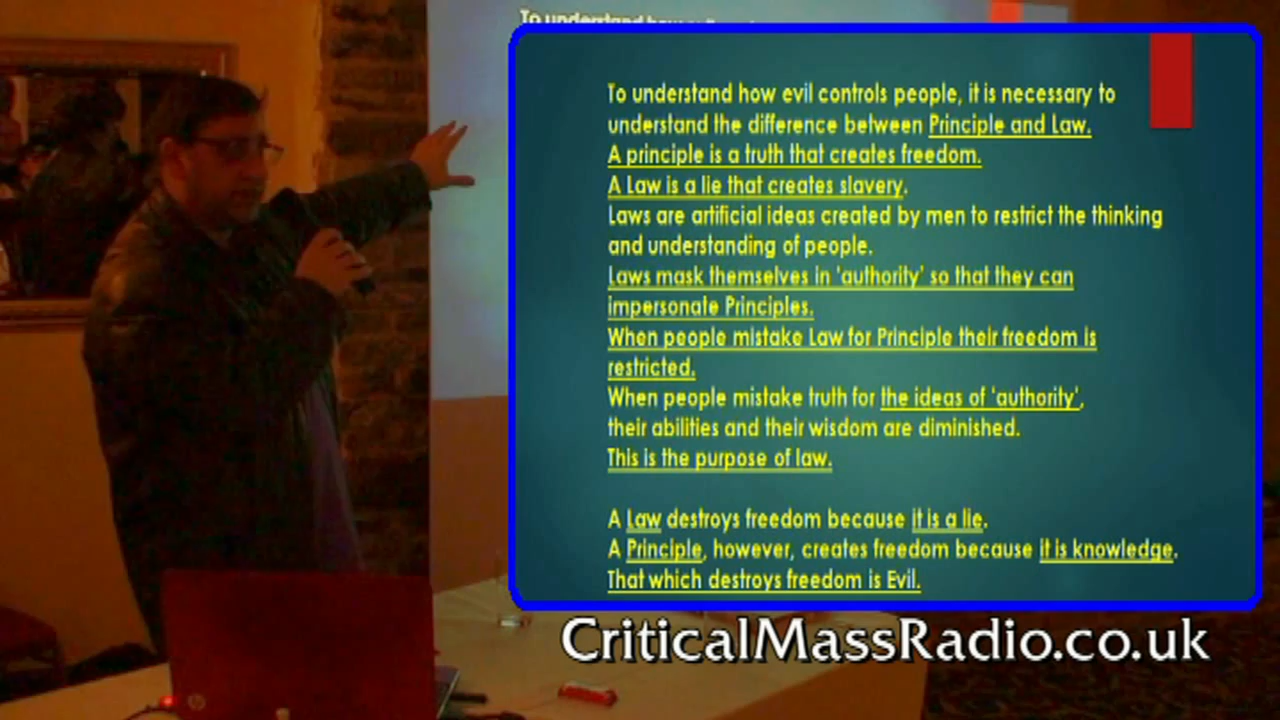 To understand how
To understand how evil controls people, it is necessary to
understand the difference between Principle and Law.
A principle is a truth that creates freedom.
A Law is a lie that creates slavery.
Laws are artificial ideas created by men to restrict the thinking
and understanding of people.
Laws mask themselves in 'authority' so that they can
impersonate Principles.
When people mistake Law for Principle their freedom is
restricted.
When people mistake truth for the ideas of 'authority',
their abilities and their wisdom are diminished.
This is the purpose of law.
A Law destroys freedom because it is a lie.
A Principle, however, creates freedom because it is knowledge.
That which destroys freedom is Evil.
CriticalMassRadio.co.uk
hp